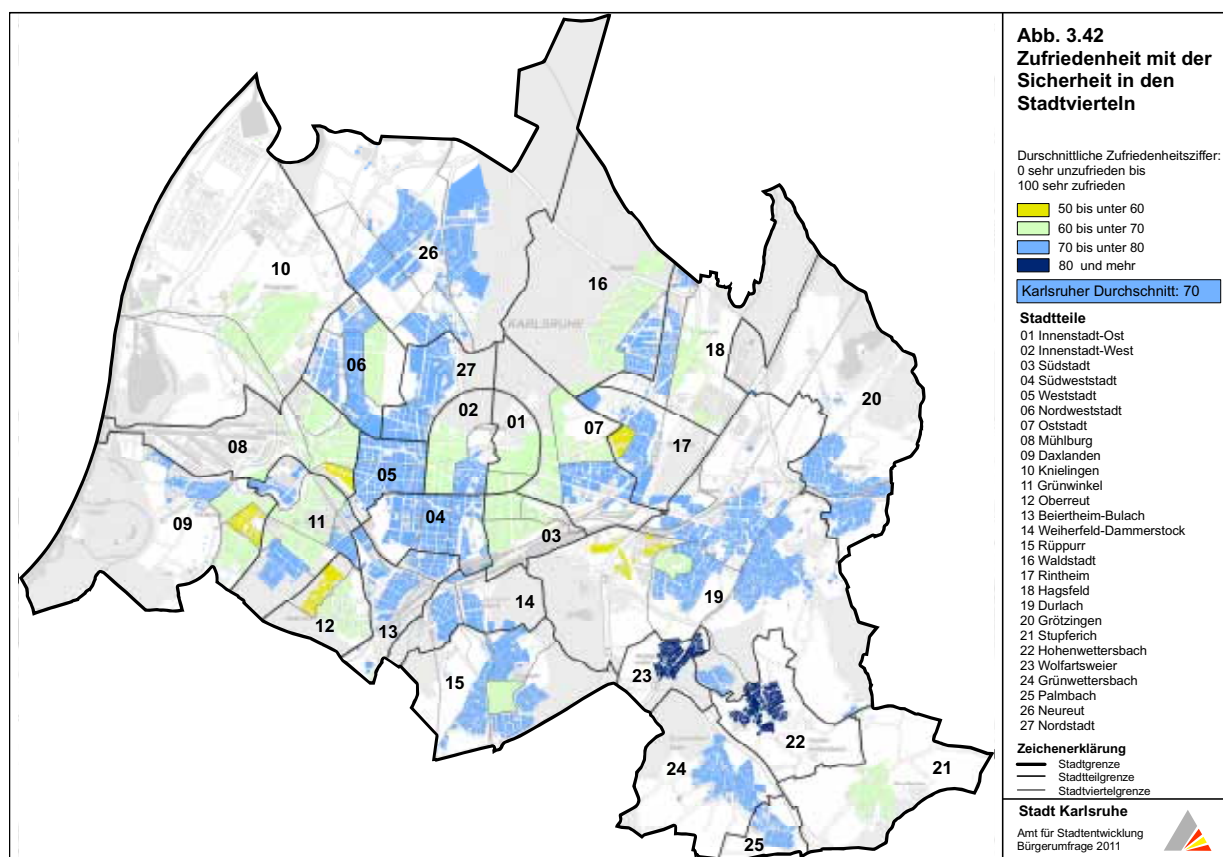 Abb. 3.42
Zufriedenheit mit der
Sicherheit in den
Stadtvierteln
Durschnittliche Zufriedenheitsziffer:
0 sehr unzufrieden bis
100 sehr zufrieden
50 bis unter 60
60 bis unter 70
70 bis unter 80
80 und mehr
Karlsruher Durchschnitt: 70
Stadtteile
01 Innenstadt-Ost
02 Innenstadt-West
03 Südstadt
04 Südweststadt
05 Weststadt
06 Nordweststadt
07 Oststadt
08 Mühlburg
09 Daxlanden
10 Knielingen
11 Grünwinkel
12 Oberreut
13 Beiertheim-Bulach
14 Weiherfeld-Dammerstock
15 Rüppurr
16 Waldstadt
17 Rintheim
18 Hagsfeld
19 Durlach
20 Grötzingen
21 Stupferich
22 Hohenwettersbach
23 Wolfartsweier
24 Grünwettersbach
25 Palmbach
26 Neureut
27 Nordstadt
Zeichenerklärung
Stadtgrenze
Stadtteilgrenze
Stadtviertelgrenze
Stadt Karlsruhe
Amt für Stadtentwicklung
Bürgerumfrage 2011
26
10
16
KARLSRUHE
18
06
27
20
02
01
07
17
08
05
09
11
04
03
14
19
12
13
15
23
22
24
21
25